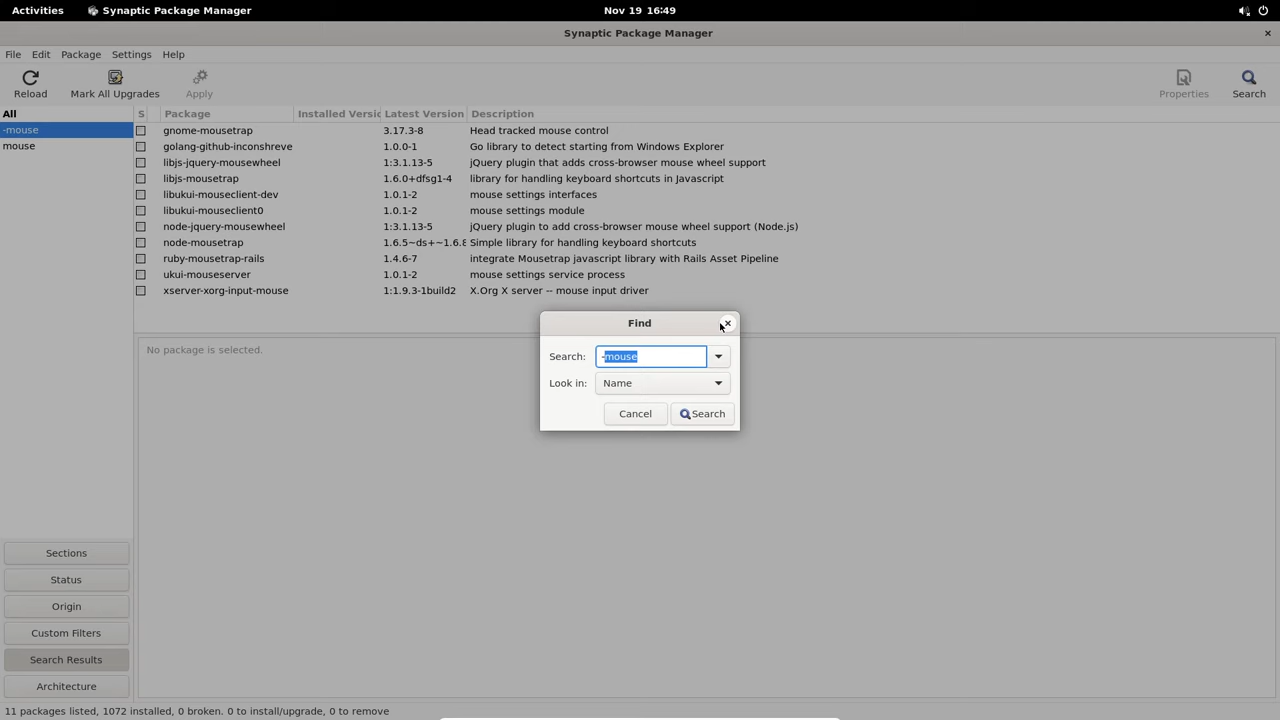 Activities Synaptic Package Manager Nov 19 16:49
Synaptic Package Manager
File Edit Package Settings Help
Reload Mark All Upgrades Apply Properties Search
All
-mouse
mouse
S Package Installed Versic Latest Version Description
gnome-mousetrap 3.17.3-8 Head tracked mouse control
golang-github-inconshreve 1.0.0-1 Go library to detect starting from Windows Explorer
libjs-jquery-mousewheel 1:3.1.13-5 jQuery plugin that adds cross-browser mouse wheel support
libjs-mousetrap 1.6.0+dfsg1-4 library for handling keyboard shortcuts in Javascript
libukui-mouseclient-dev 1.0.1-2 mouse settings interfaces
libukui-mouseclient0 1.0.1-2 mouse settings module
node-jquery-mousewheel 1:3.1.13-5 jQuery plugin to add cross-browser mouse wheel support (Node.js)
node-mousetrap 1.6.5~ds+~1.6.8 Simple library for handling keyboard shortcuts
ruby-mousetrap-rails 1.4.6-7 integrate Mousetrap javascript library with Rails Asset Pipeline
ukui-mouseserver 1.0.1-2 mouse settings service process
xserver-xorg-input-mouse 1:1.9.3-1build2 X.Org X server -- mouse input driver
Find
Search: -mouse
Look in: Name
Cancel Search
No package is selected.
Sections
Status
Origin
Custom Filters
Search Results
Architecture
11 packages listed, 1072 installed, 0 broken. 0 to install/upgrade, 0 to remove